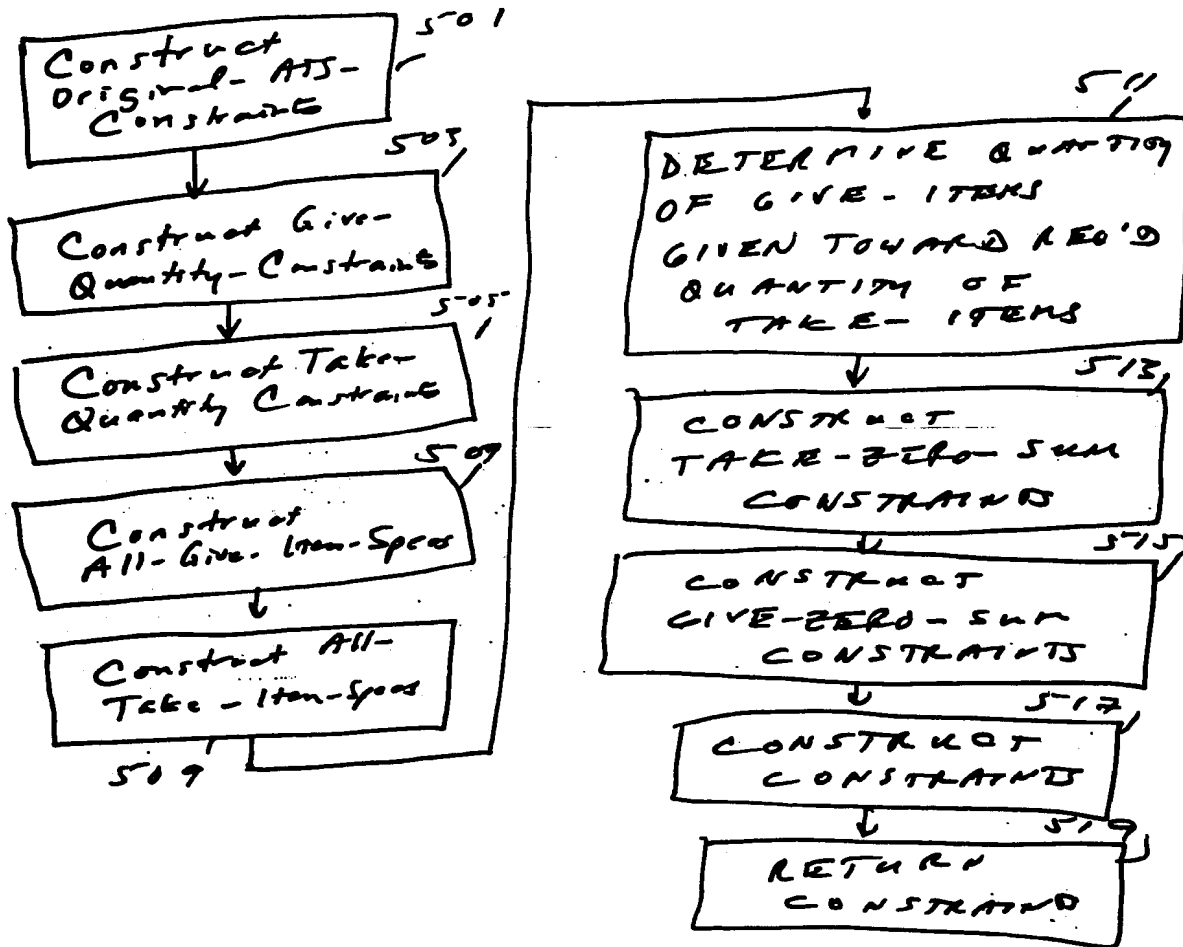 501
Construct
Original-ATS-
Constraints
503
Construct Give-
Quantity-Constraints
505
Construct Take-
Quantity Constraints
507
Construct
All-Give-Item-Specs
Construct All-
Take-Item-Specs
509
511
DETERMINE QUANTITY
OF GIVE-ITEMS
GIVEN TOWARD REQ'D
QUANTITY OF
TAKE-ITEMS
513
CONSTRUCT
TAKE-ZERO-SUM
CONSTRAINTS
515
CONSTRUCT
GIVE-ZERO-SUM
CONSTRAINTS
517
CONSTRUCT
CONSTRAINTS
519
RETURN
CONSTRAINTS